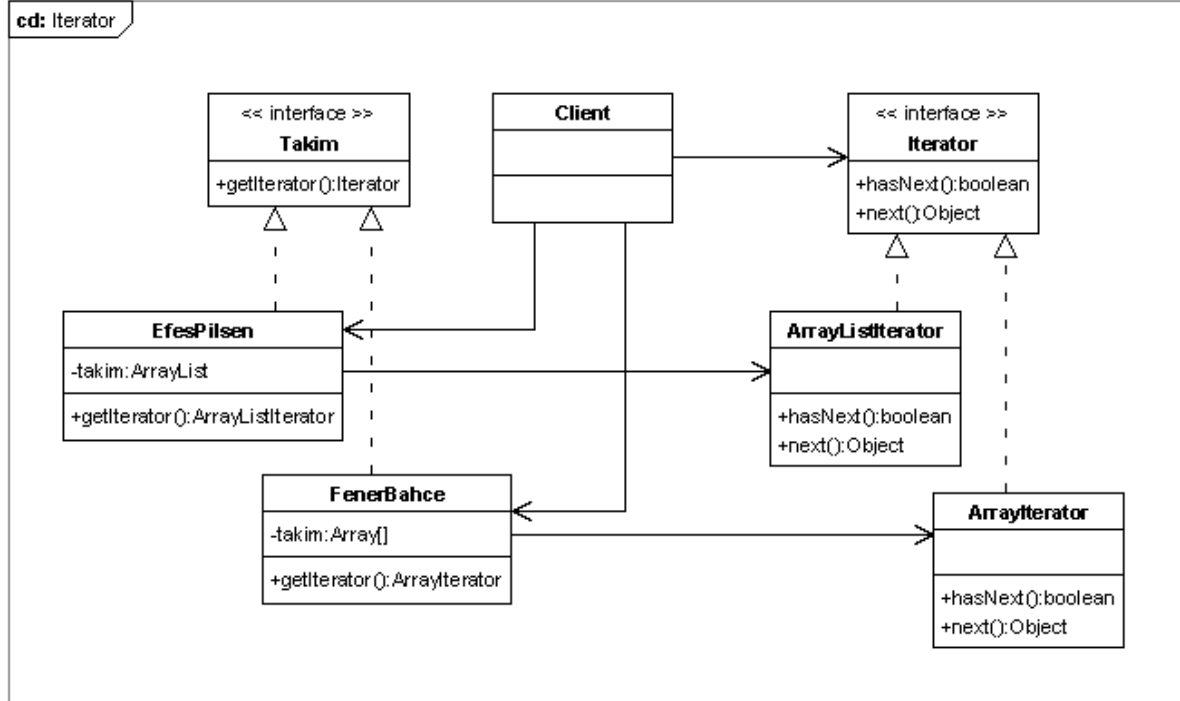 cd: Iterator
<< interface >>
Takim
+getIterator():Iterator
Client
<< interface >>
Iterator
+hasNext():boolean
+next():Object
EfesPilsen
-takim:ArrayList
+getIterator():ArrayListIterator
ArrayListIterator
+hasNext():boolean
+next():Object
FenerBahce
-takim:Array[]
+getIterator():ArrayIterator
ArrayIterator
+hasNext():boolean
+next():Object